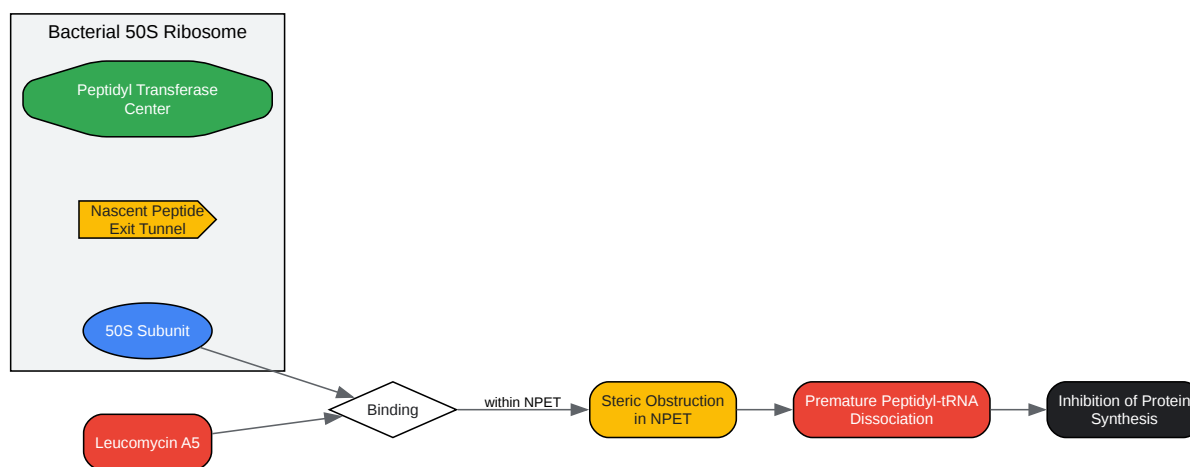 Bacterial 50S Ribosome
Peptidyl Transferase
Center
Nascent Peptide
Exit Tunnel
50S Subunit
Leucomycin A5
Binding
within NPET
Steric Obstruction
in NPET
Premature Peptidyl-tRNA
Dissociation
Inhibition of Protein
Synthesis